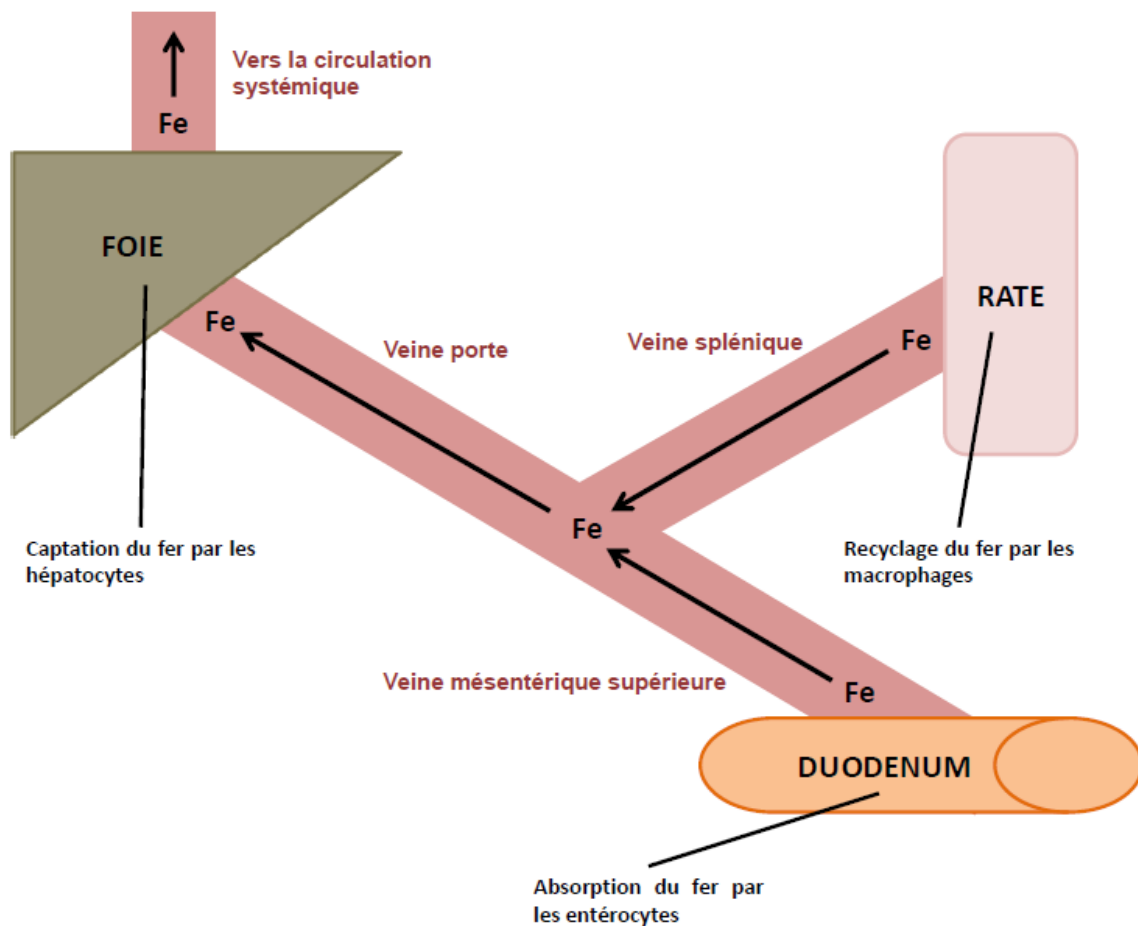 Vers la circulation
systémique
Fe
FOIE
RATE
Fe
Veine porte
Veine splénique
Fe
Fe
Captation du fer par les
hépatocytes
Recyclage du fer par les
macrophages
Veine mésentérique supérieure
Fe
DUODENUM
Absorption du fer par
les entérocytes